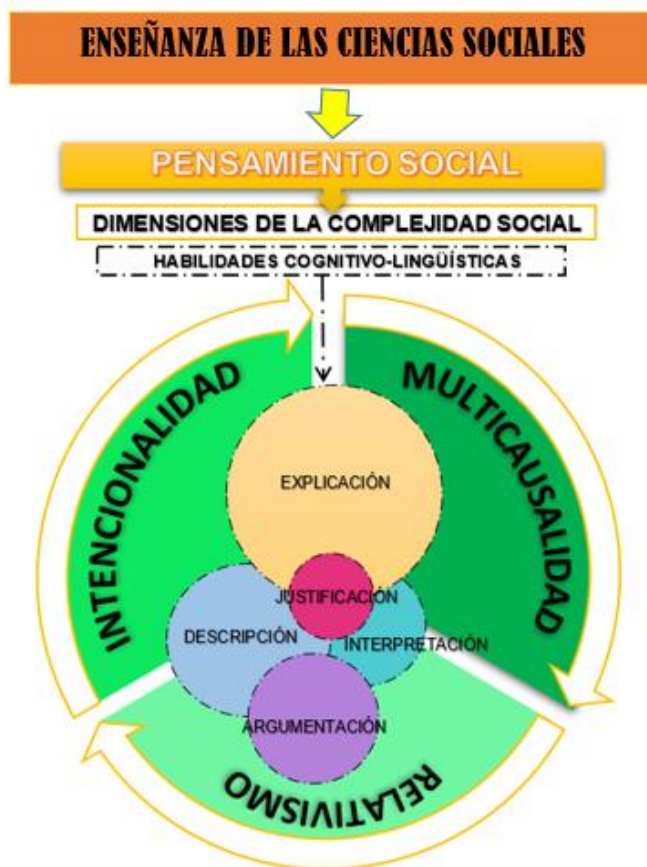 ENSEÑANZA DE LAS CIENCIAS SOCIALES
PENSAMIENTO SOCIAL
DIMENSIONES DE LA COMPLEJIDAD SOCIAL
HABILIDADES COGNITIVO-LINGÜÍSTICAS
INTENCIONALIDAD
MULTICAUSALIDAD
EXPLICACIÓN
JUSTIFICACIÓN
DESCRIPCIÓN
INTERPRETACIÓN
ARGUMENTACIÓN
RELATIVISMO